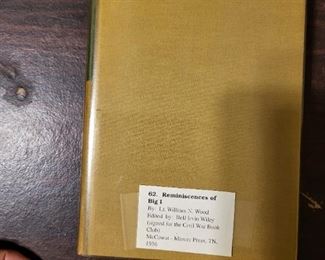 62. Reminiscences of
Big I
By: Lt. William N. Wood
Edited by: Bell Irvin Wiley
(signed for the Civil War Book
Club)
McCowat - Mercer Press, TN,
1956